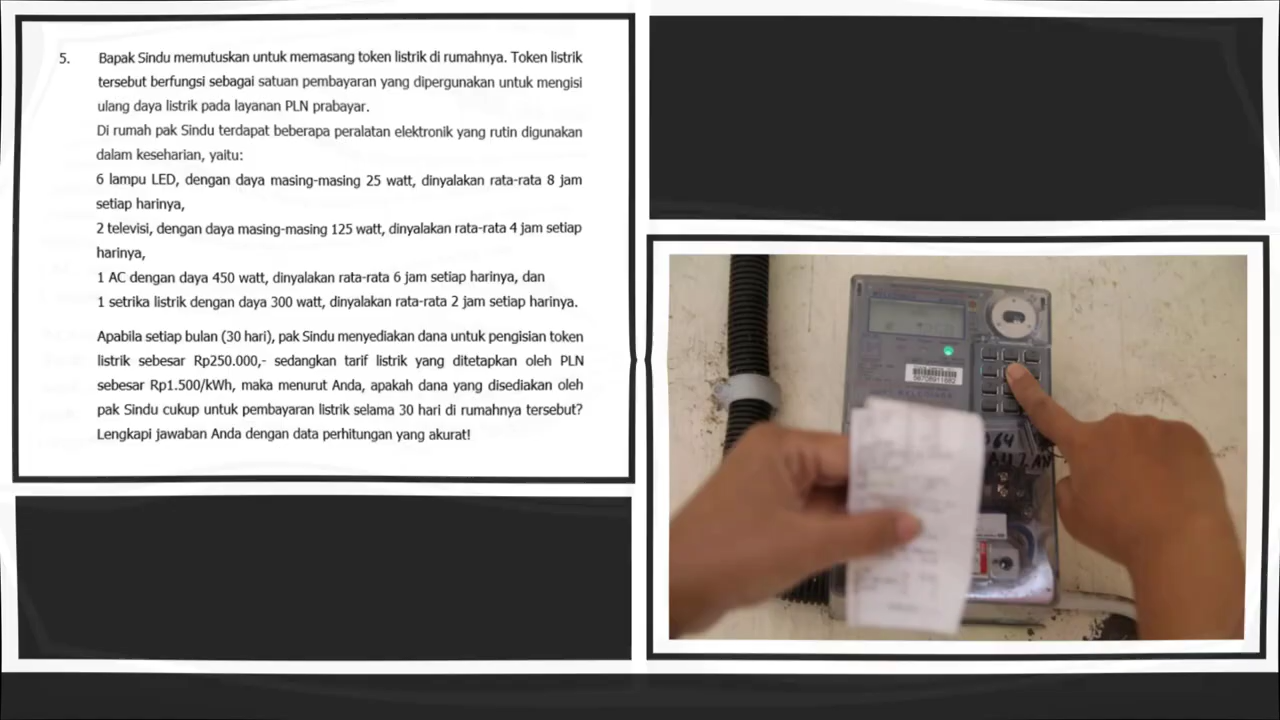 5. Bapak Sindu memutuskan untuk memasang token listrik di rumahnya. Token listrik
tersebut berfungsi sebagai satuan pembayaran yang dipergunakan untuk mengisi
ulang daya listrik pada layanan PLN prabayar.
Di rumah pak Sindu terdapat beberapa peralatan elektronik yang rutin digunakan
dalam keseharian, yaitu:
6 lampu LED, dengan daya masing-masing 25 watt, dinyalakan rata-rata 8 jam
setiap harinya,
2 televisi, dengan daya masing-masing 125 watt, dinyalakan rata-rata 4 jam setiap
harinya,
1 AC dengan daya 450 watt, dinyalakan rata-rata 6 jam setiap harinya, dan
1 setrika listrik dengan daya 300 watt, dinyalakan rata-rata 2 jam setiap harinya.
Apabila setiap bulan (30 hari), pak Sindu menyediakan dana untuk pengisian token
listrik sebesar Rp250.000,- sedangkan tarif listrik yang ditetapkan oleh PLN
sebesar Rp1.500/kWh, maka menurut Anda, apakah dana yang disediakan oleh
pak Sindu cukup untuk pembayaran listrik selama 30 hari di rumahnya tersebut?
Lengkapi jawaban Anda dengan data perhitungan yang akurat!